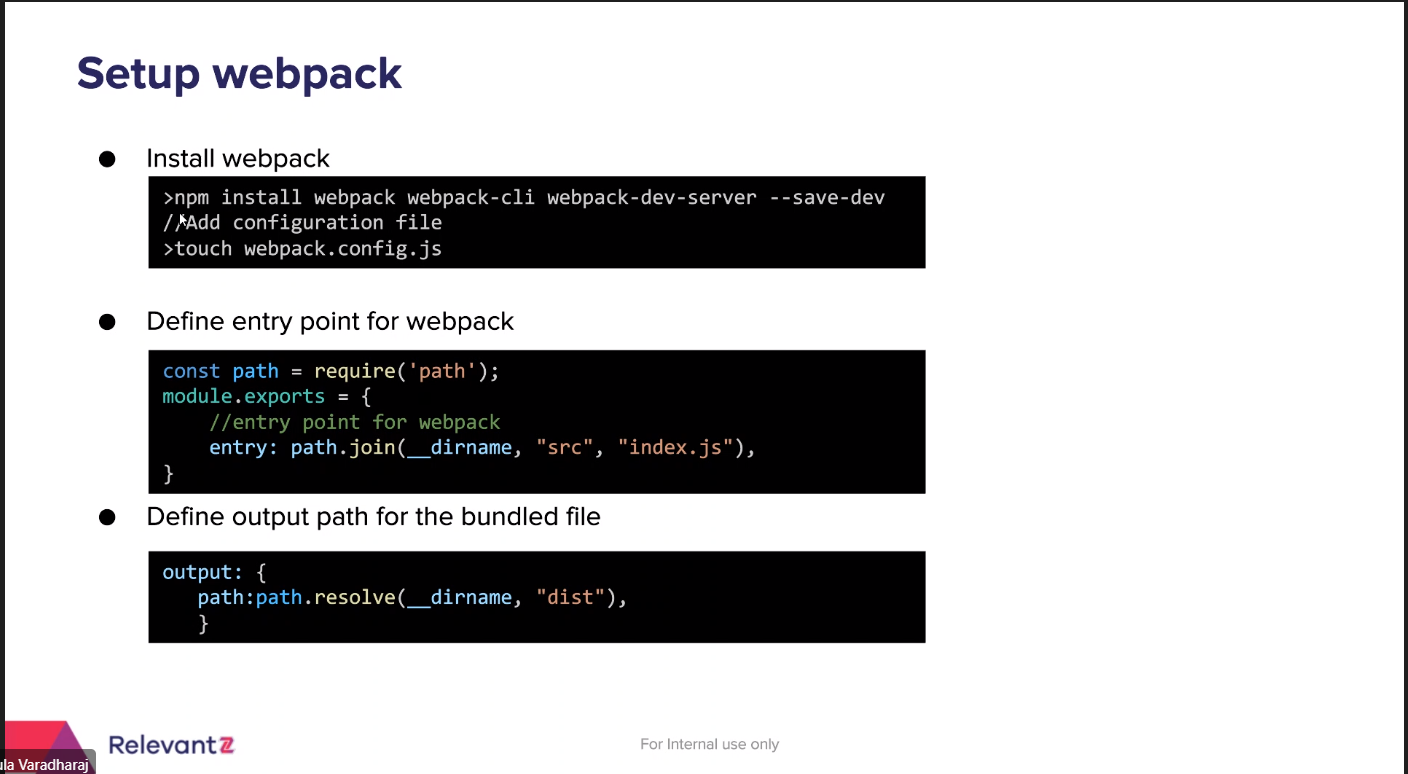 Setup webpack
● Install webpack
>npm install webpack webpack-cli webpack-dev-server --save-dev
//Add configuration file
>touch webpack.config.js
● Define entry point for webpack
const path = require('path');
module.exports = {
//entry point for webpack
entry: path.join(__dirname, "src", "index.js"),
}
● Define output path for the bundled file
output: {
path:path.resolve(__dirname, "dist"),
}
RelevantZ
For Internal use only
ula Varadharaj